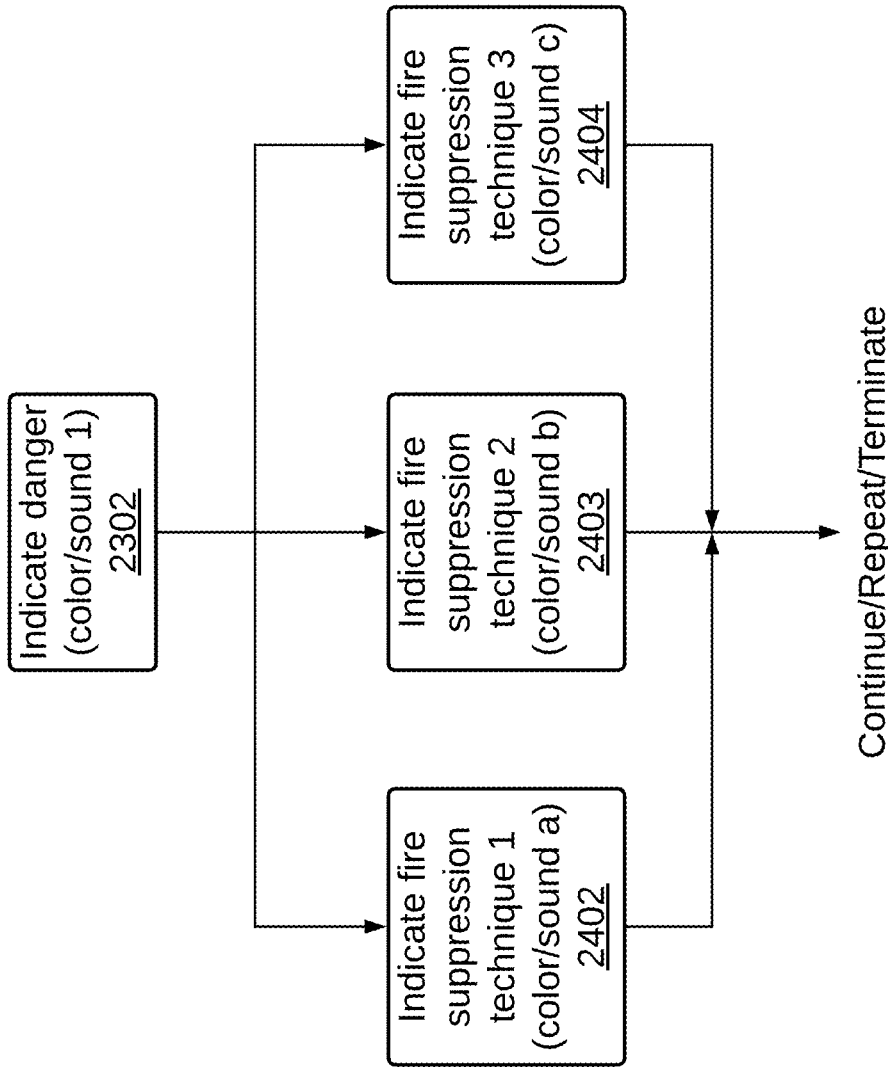 Indicate danger
(color/sound 1)
2302
Indicate fire
suppression
technique 1
(color/sound a)
2402
Indicate fire
suppression
technique 2
(color/sound b)
2403
Indicate fire
suppression
technique 3
(color/sound c)
2404
Continue/Repeat/Terminate